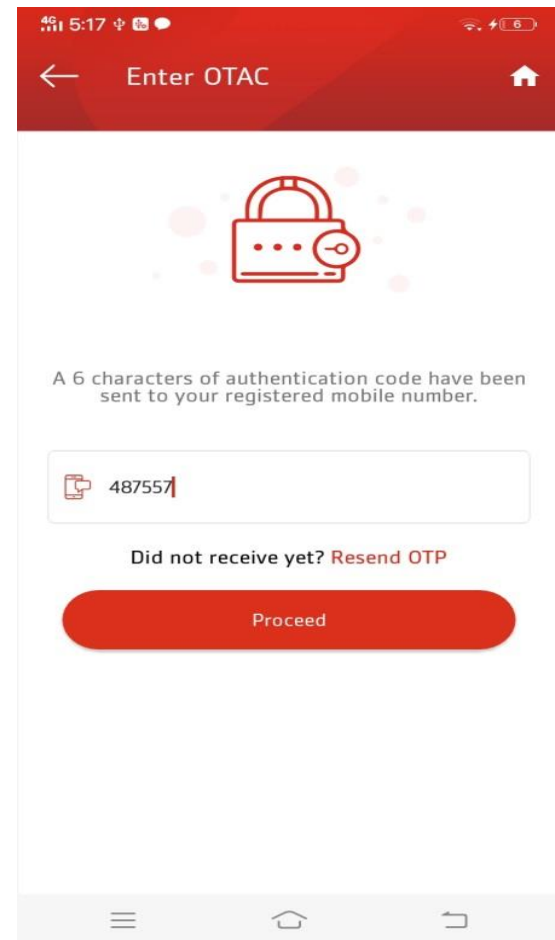 4G 5:17 6
Enter OTAC
A 6 characters of authentication code have been
sent to your registered mobile number.
487557
Did not receive yet? Resend OTP
Proceed